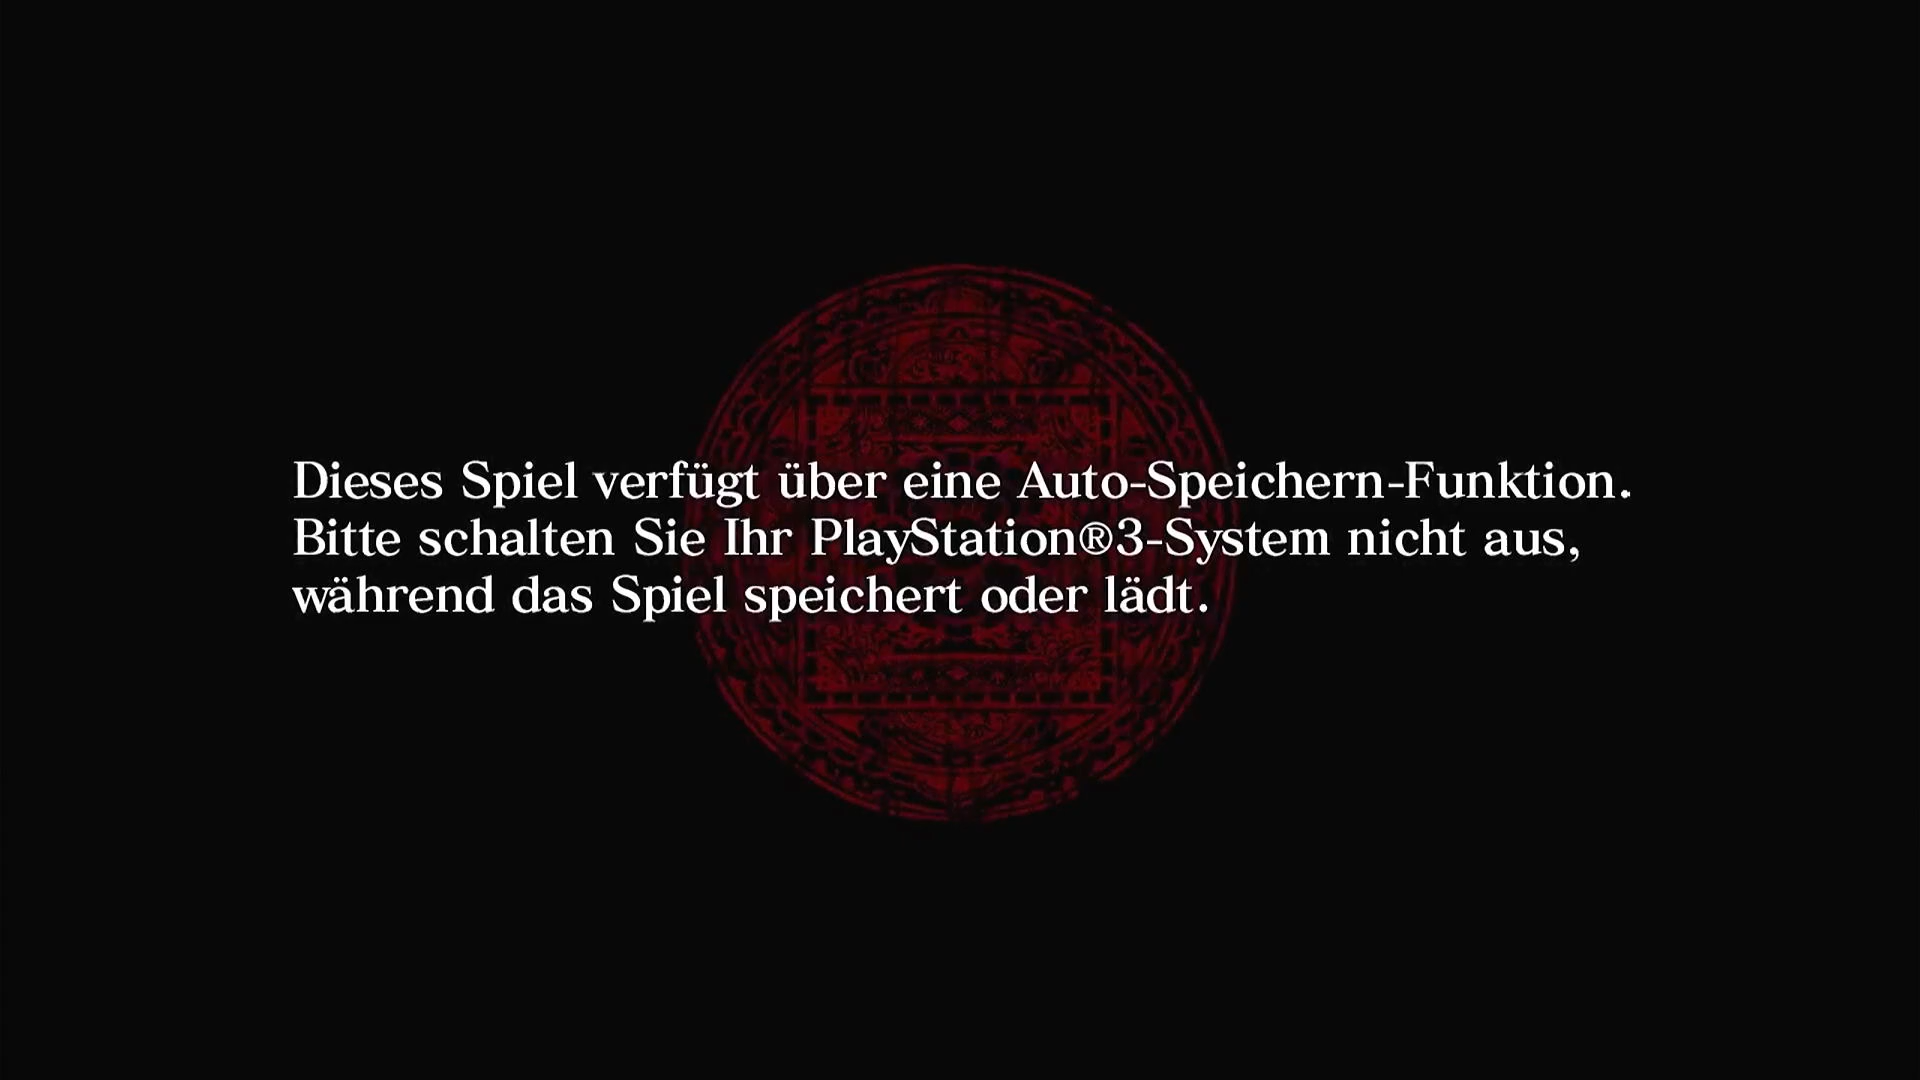 Dieses Spiel verfügt über eine Auto-Speichern-Funktion.
Bitte schalten Sie Ihr PlayStation®3-System nicht aus,
während das Spiel speichert oder lädt.